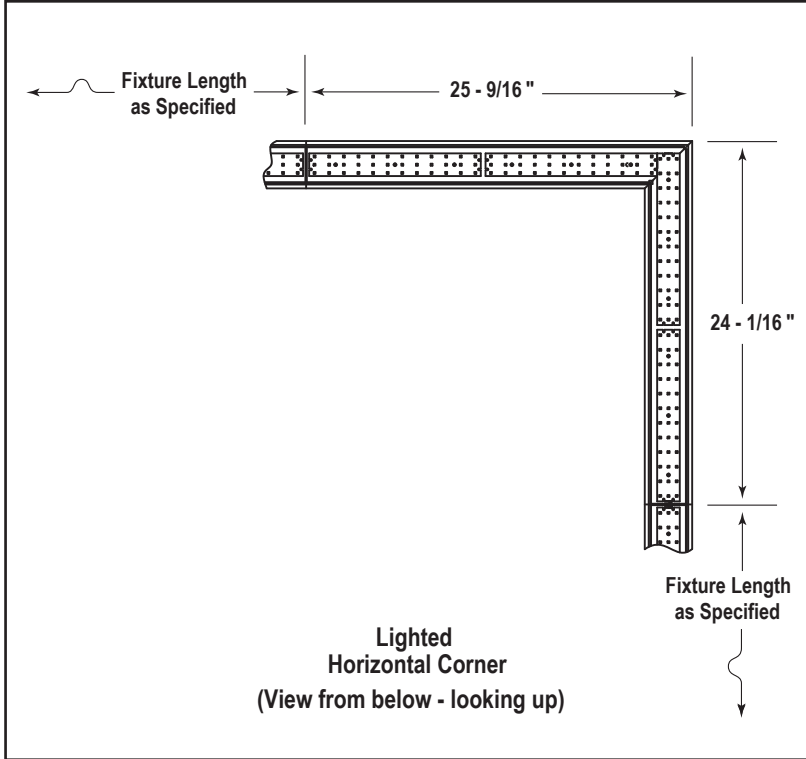 Fixture Length
as Specified
25 - 9/16 "
24 - 1/16 "
Fixture Length
as Specified
Lighted
Horizontal Corner
(View from below - looking up)